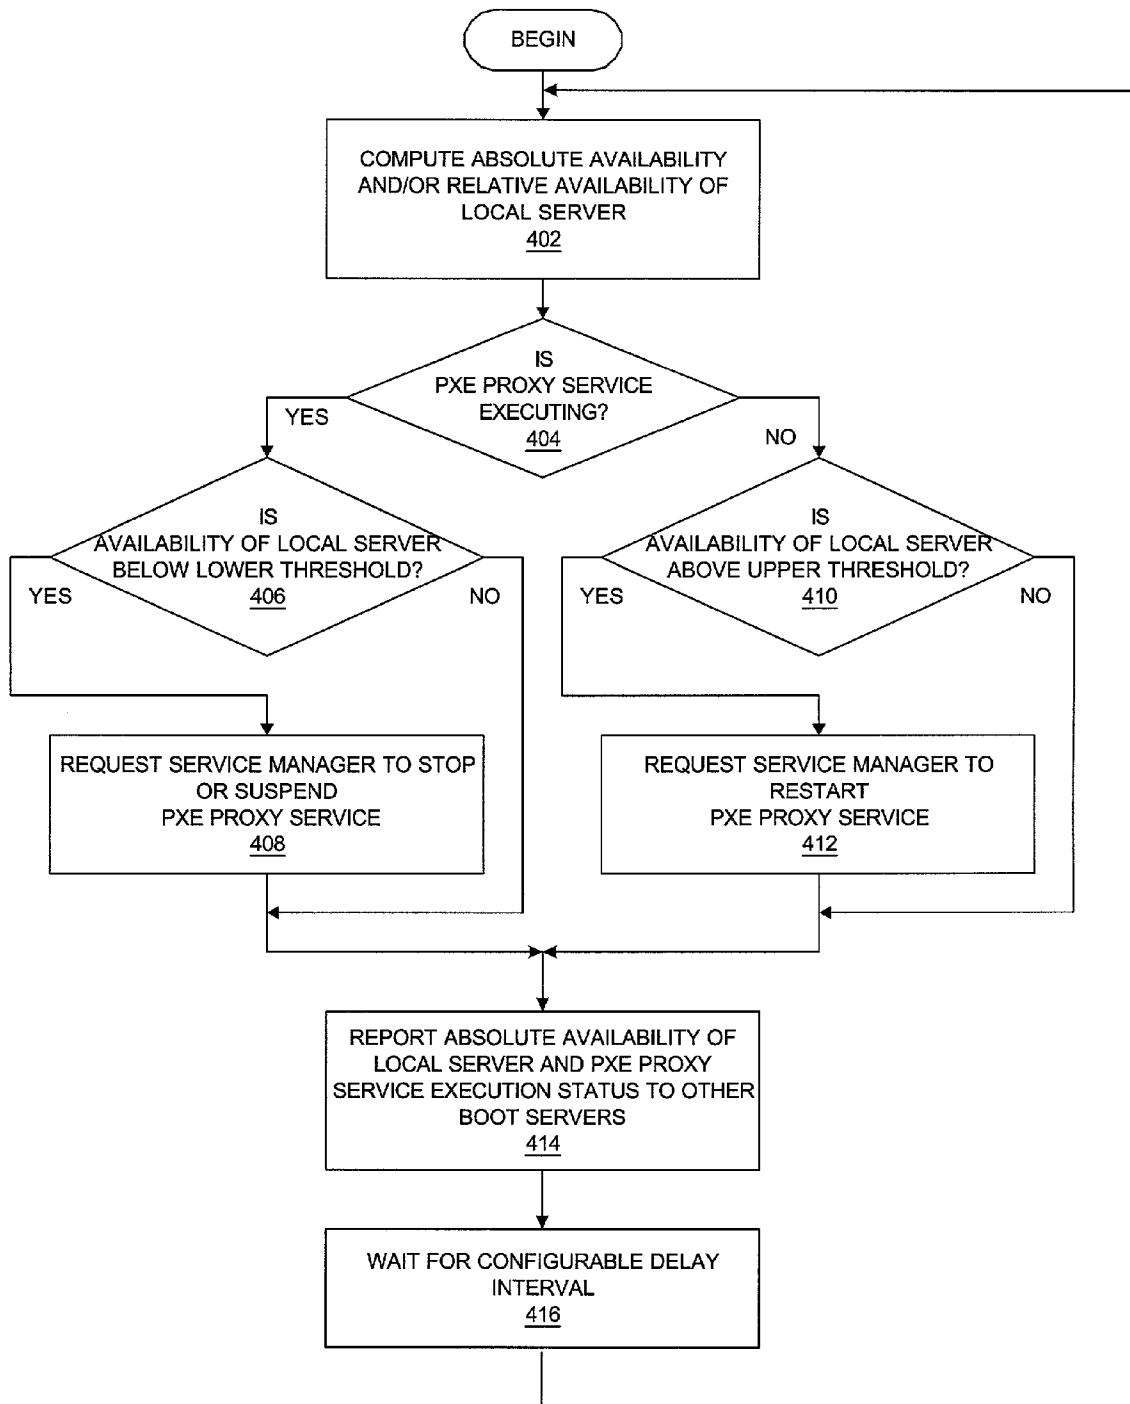 BEGIN
COMPUTE ABSOLUTE AVAILABILITY
AND/OR RELATIVE AVAILABILITY OF
LOCAL SERVER
402
IS
PXE PROXY SERVICE
EXECUTING?
404
YES
NO
IS
AVAILABILITY OF LOCAL SERVER
BELOW LOWER THRESHOLD?
406
YES
NO
IS
AVAILABILITY OF LOCAL SERVER
ABOVE UPPER THRESHOLD?
410
YES
NO
REQUEST SERVICE MANAGER TO STOP
OR SUSPEND
PXE PROXY SERVICE
408
REQUEST SERVICE MANAGER TO
RESTART
PXE PROXY SERVICE
412
REPORT ABSOLUTE AVAILABILITY OF
LOCAL SERVER AND PXE PROXY
SERVICE EXECUTION STATUS TO OTHER
BOOT SERVERS
414
WAIT FOR CONFIGURABLE DELAY
INTERVAL
416